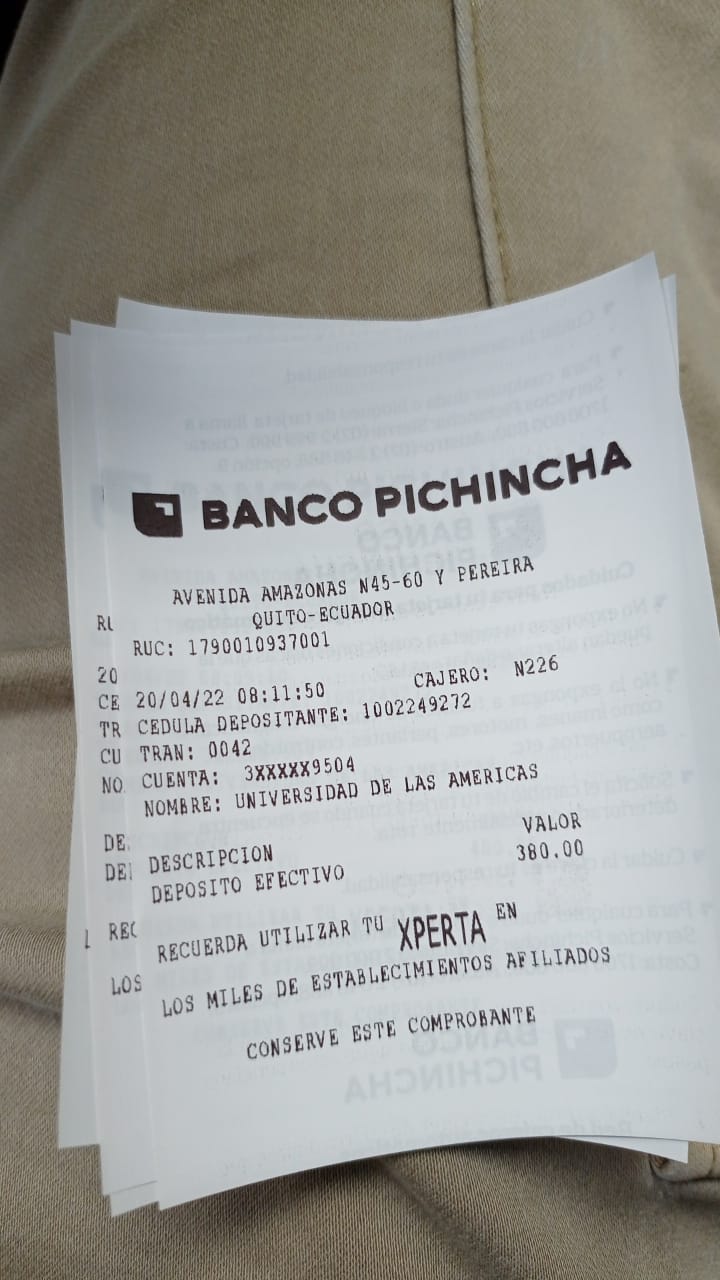 BANCO PICHINCHA
AVENIDA AMAZONAS N45-60 Y PEREIRA
QUITO-ECUADOR
RUC: 1790010937001
20/04/22 08:11:50 CAJERO: N226
CEDULA DEPOSITANTE: 1002249272
TRAN: 0042
CUENTA: 3XXXXX9504
NOMBRE: UNIVERSIDAD DE LAS AMERICAS
VALOR
DESCRIPCION
DEPOSITO EFECTIVO 380.00
RECUERDA UTILIZAR TU XPERTA EN
LOS MILES DE ESTABLECIMIENTOS AFILIADOS
CONSERVE ESTE COMPROBANTE